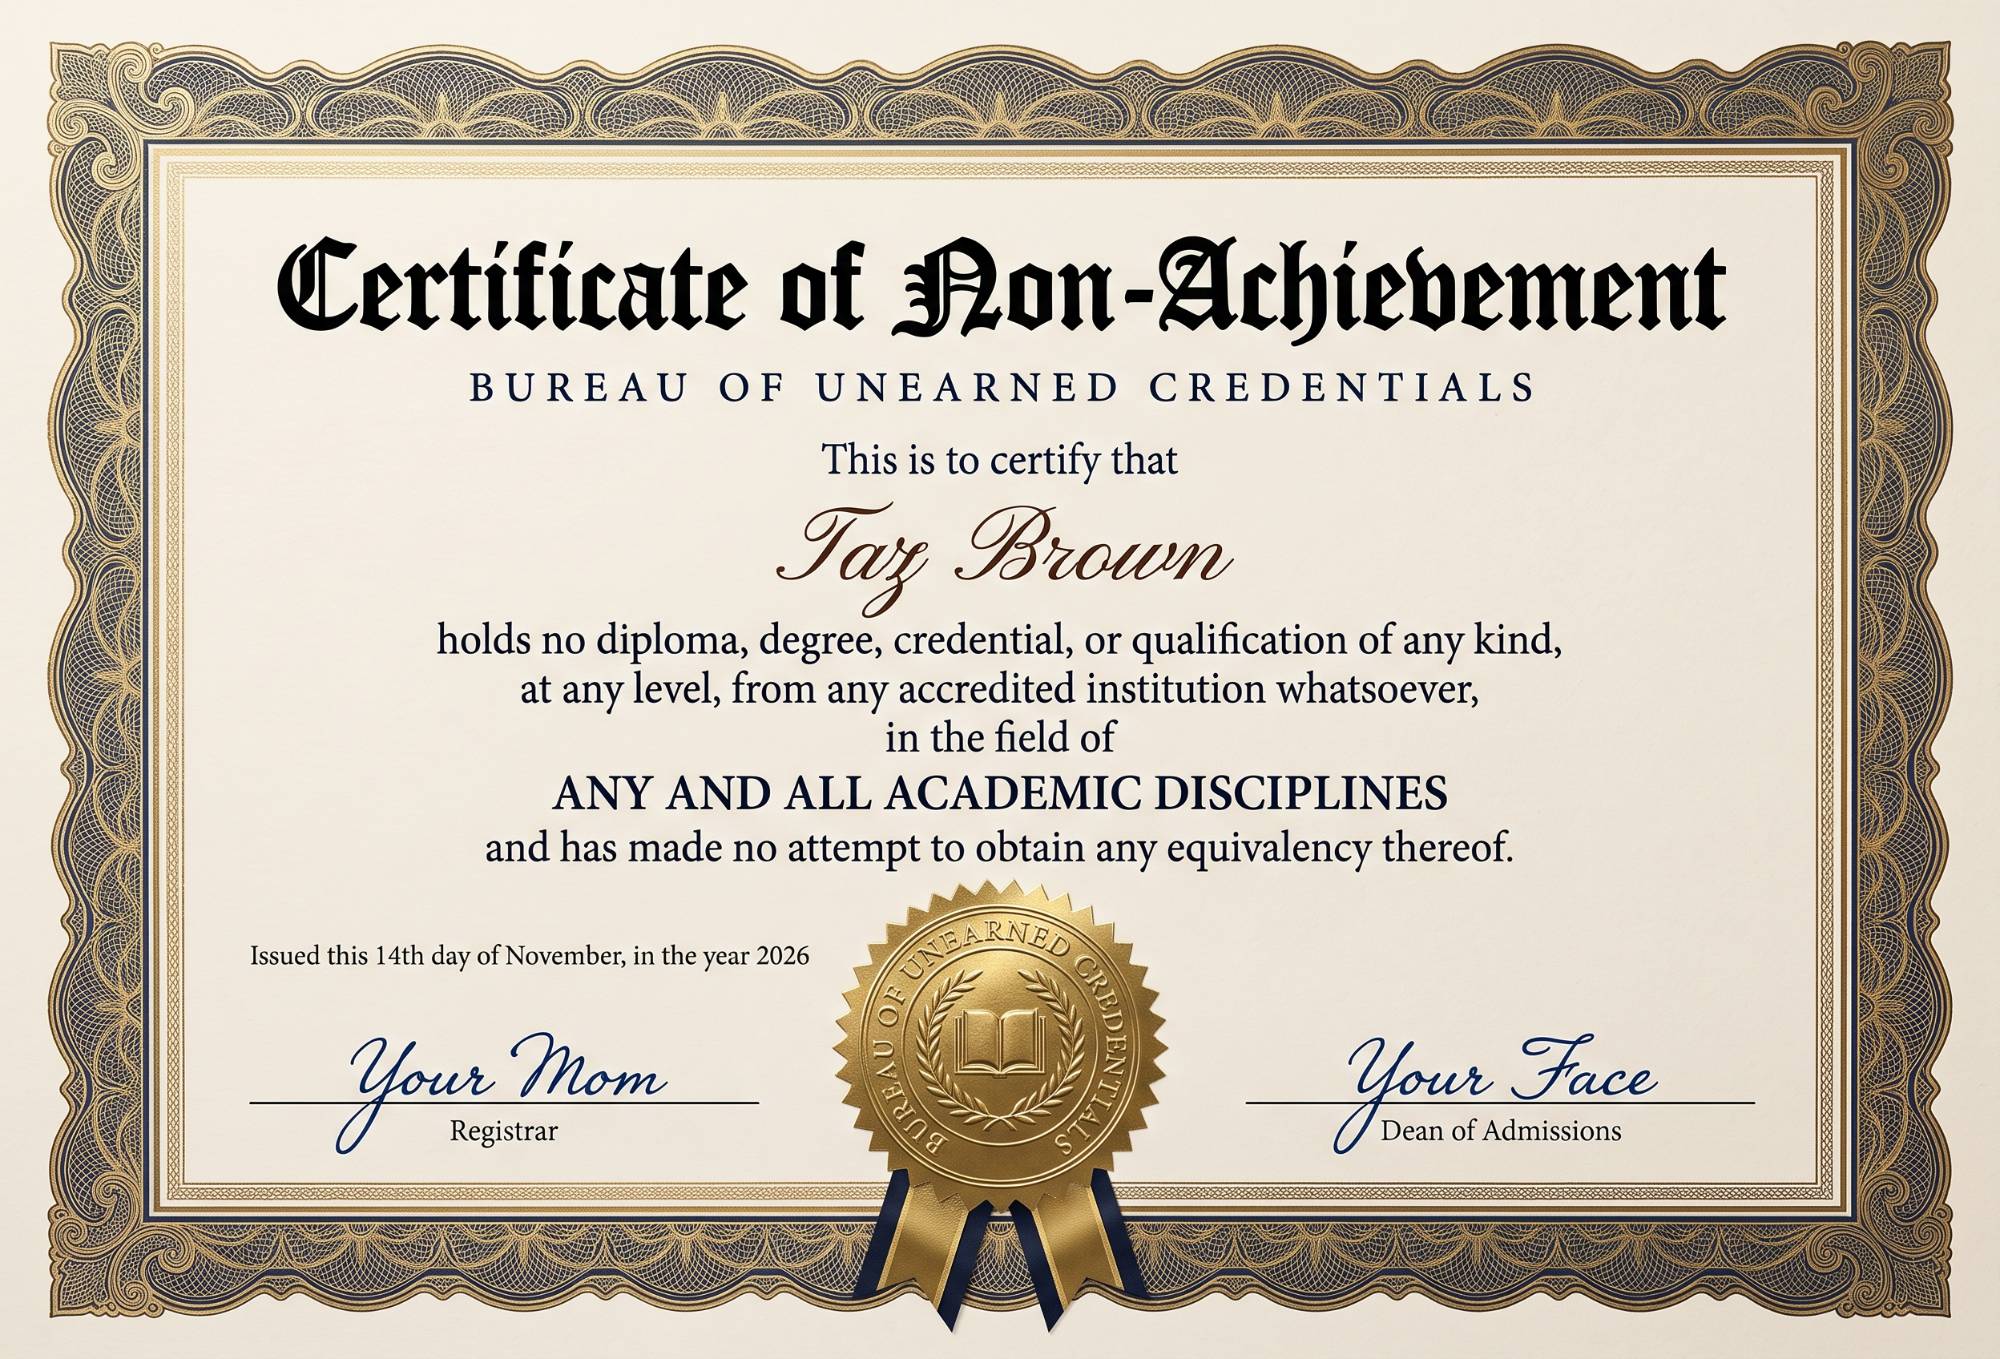 Certificate of Non-Achievement
BUREAU OF UNEARNED CREDENTIALS
This is to certify that
Taz Brown
holds no diploma, degree, credential, or qualification of any kind,
at any level, from any accredited institution whatsoever,
in the field of
ANY AND ALL ACADEMIC DISCIPLINES
and has made no attempt to obtain any equivalency thereof.
Issued this 14th day of November, in the year 2026
BUREAU OF UNEARNED CREDENTIALS
Your Mom
Registrar
Your Face
Dean of Admissions